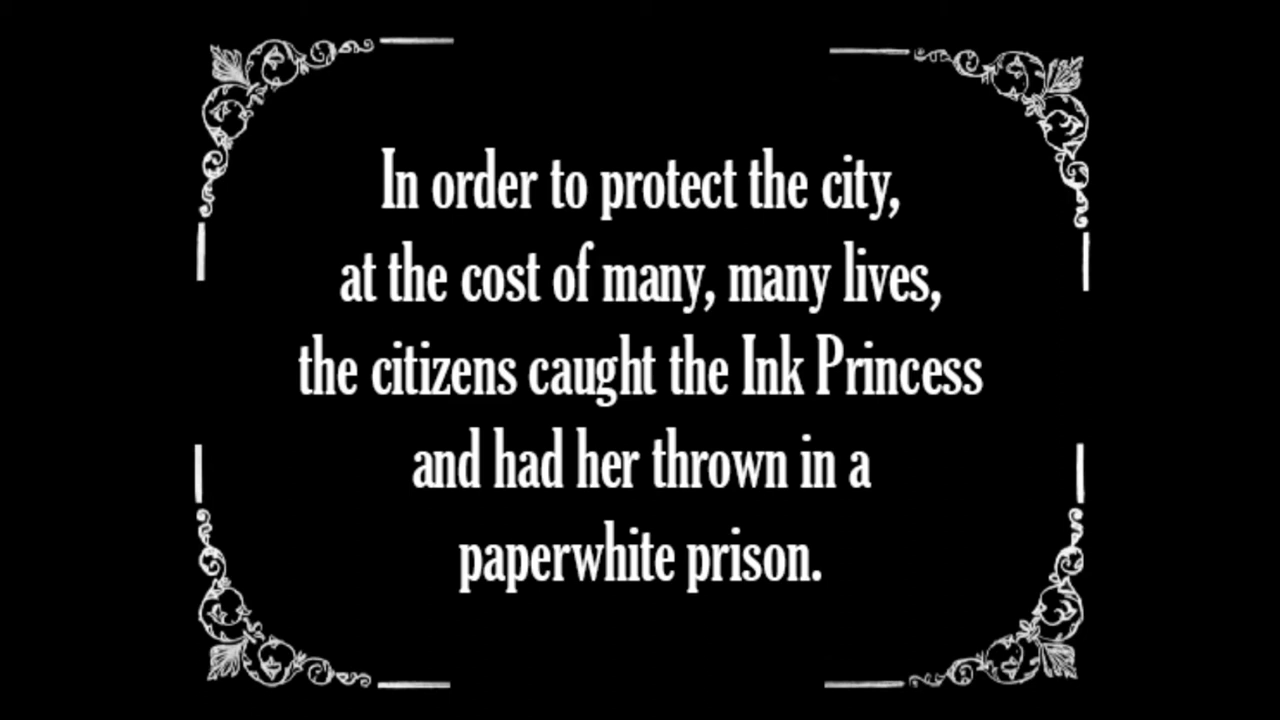 In order to protect the city,
at the cost of many, many lives,
the citizens caught the Ink Princess
and had her thrown in a
paperwhite prison.